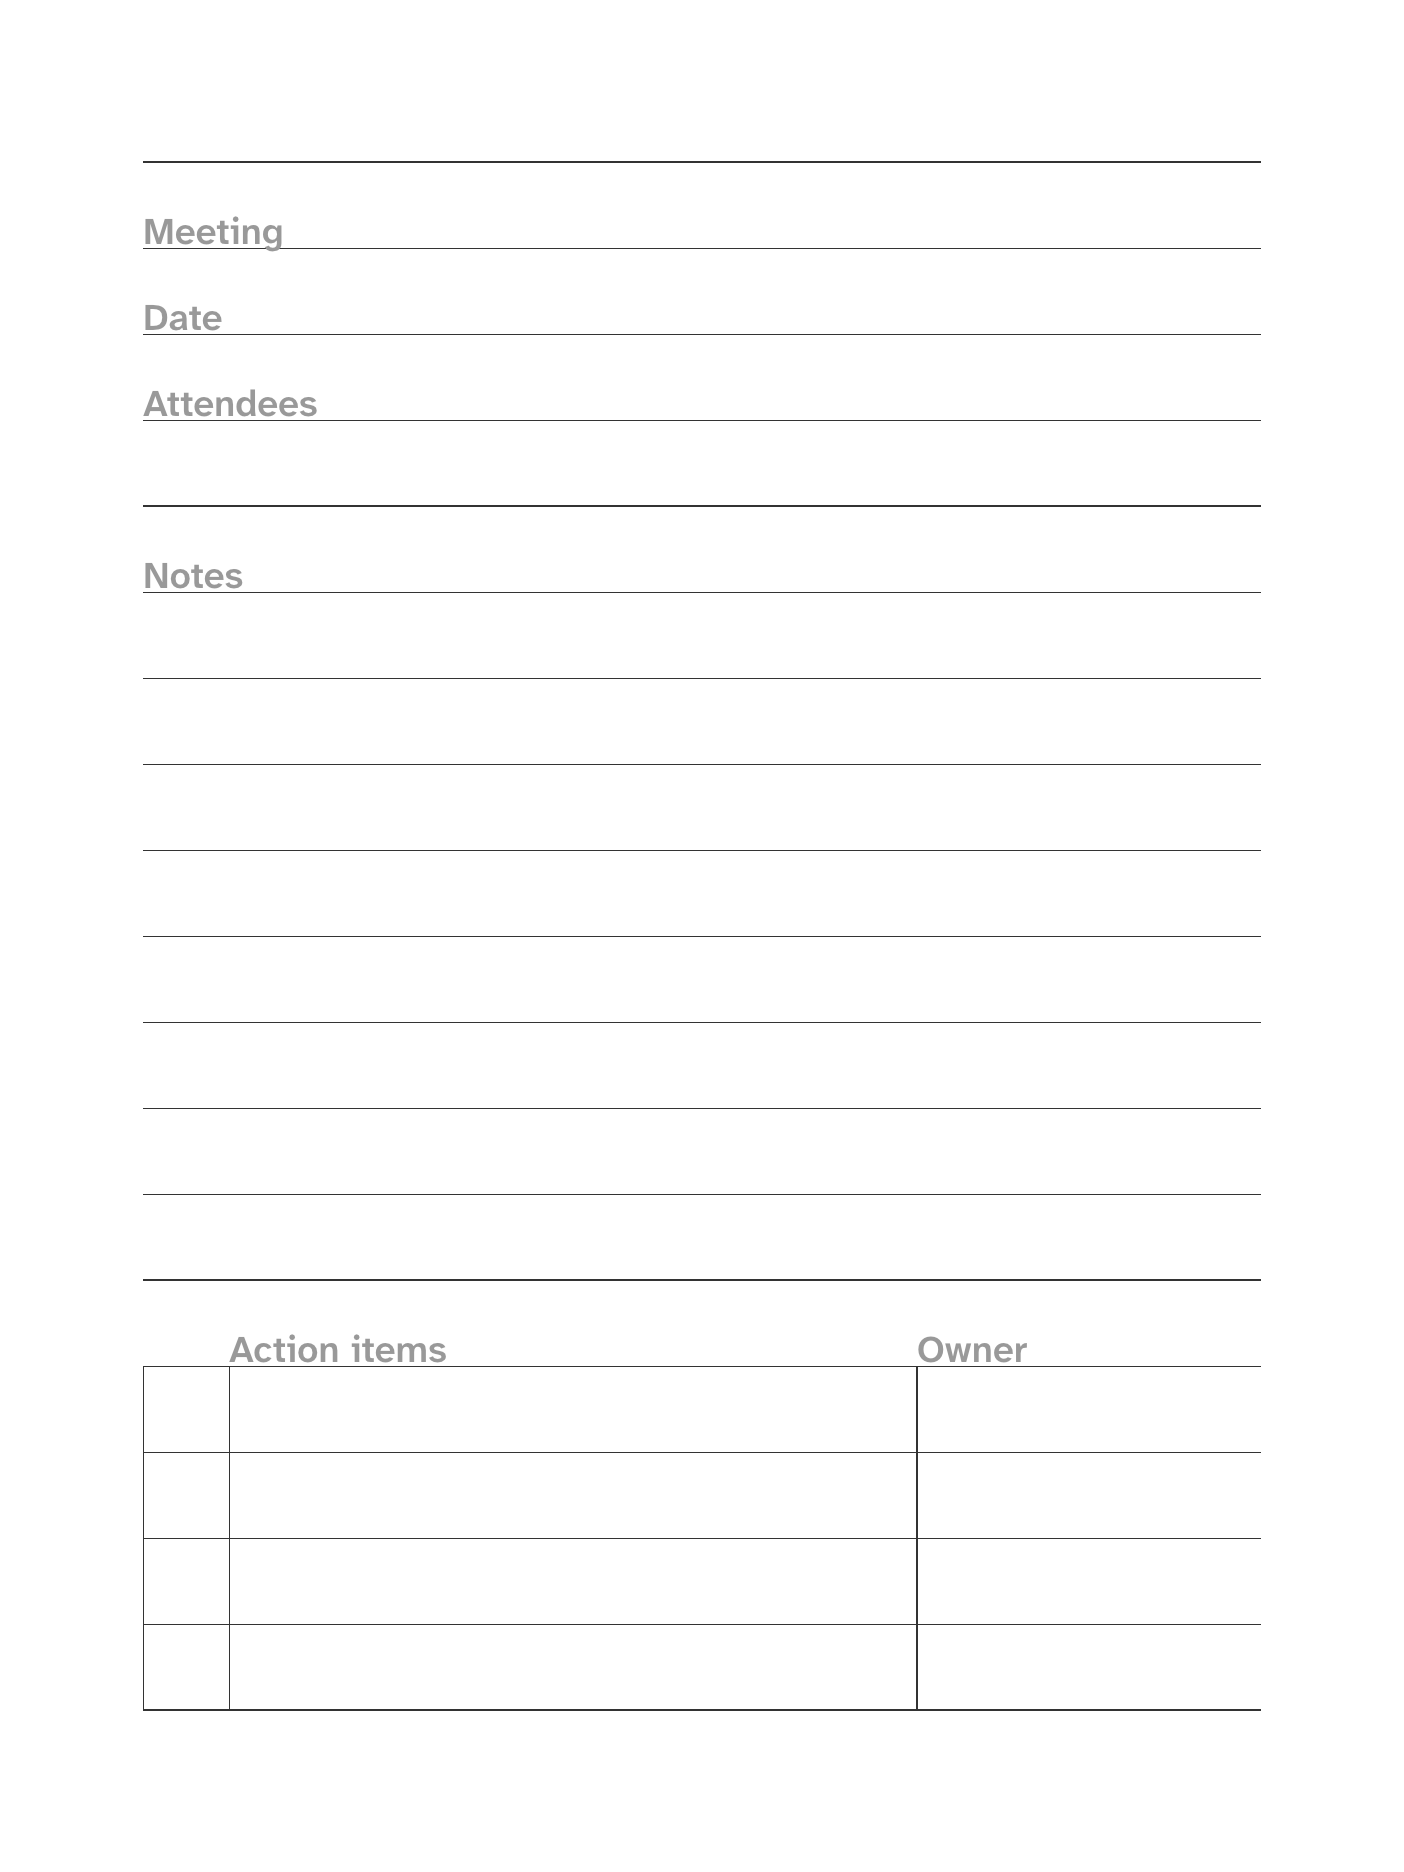 Meeting
Date
Attendees
Notes
Action items Owner